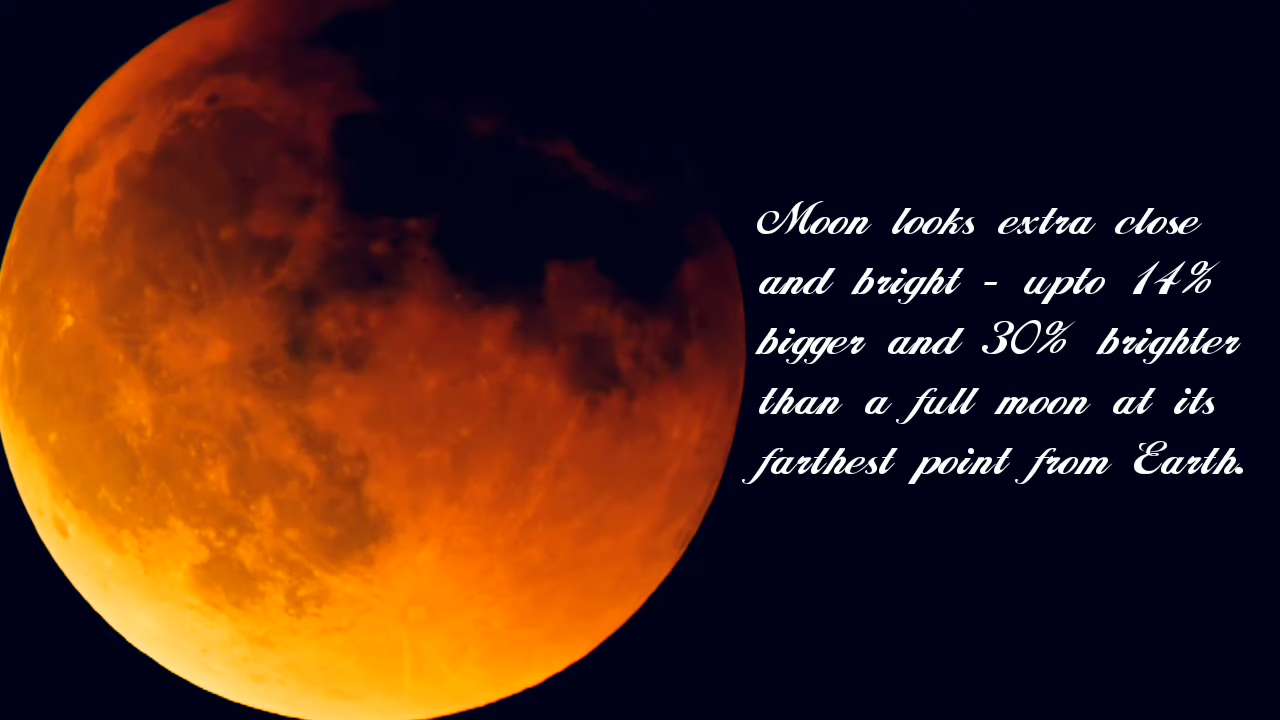 Moon looks extra close
and bright - upto 14%
bigger and 30% brighter
than a full moon at its
farthest point from Earth.